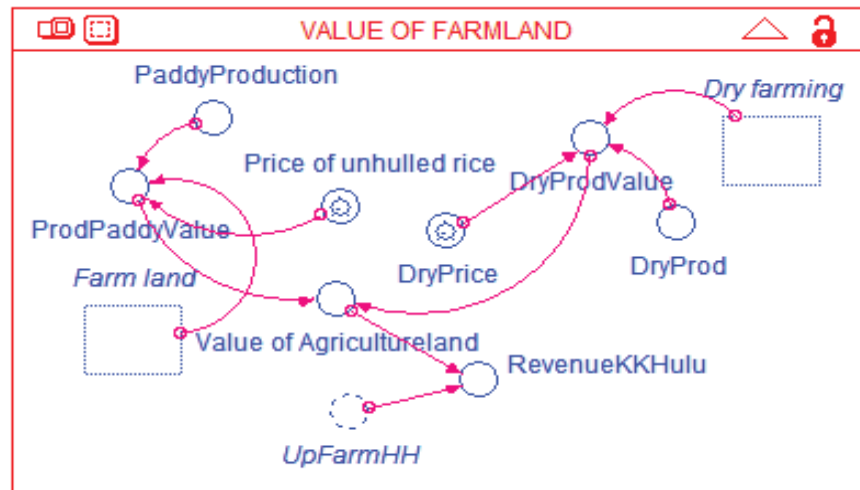 VALUE OF FARMLAND
PaddyProduction
Dry farming
Price of unhulled rice
DryProdValue
ProdPaddyValue
DryPrice
DryProd
Farm land
Value of Agricultureland
RevenueKKHulu
UpFarmHH